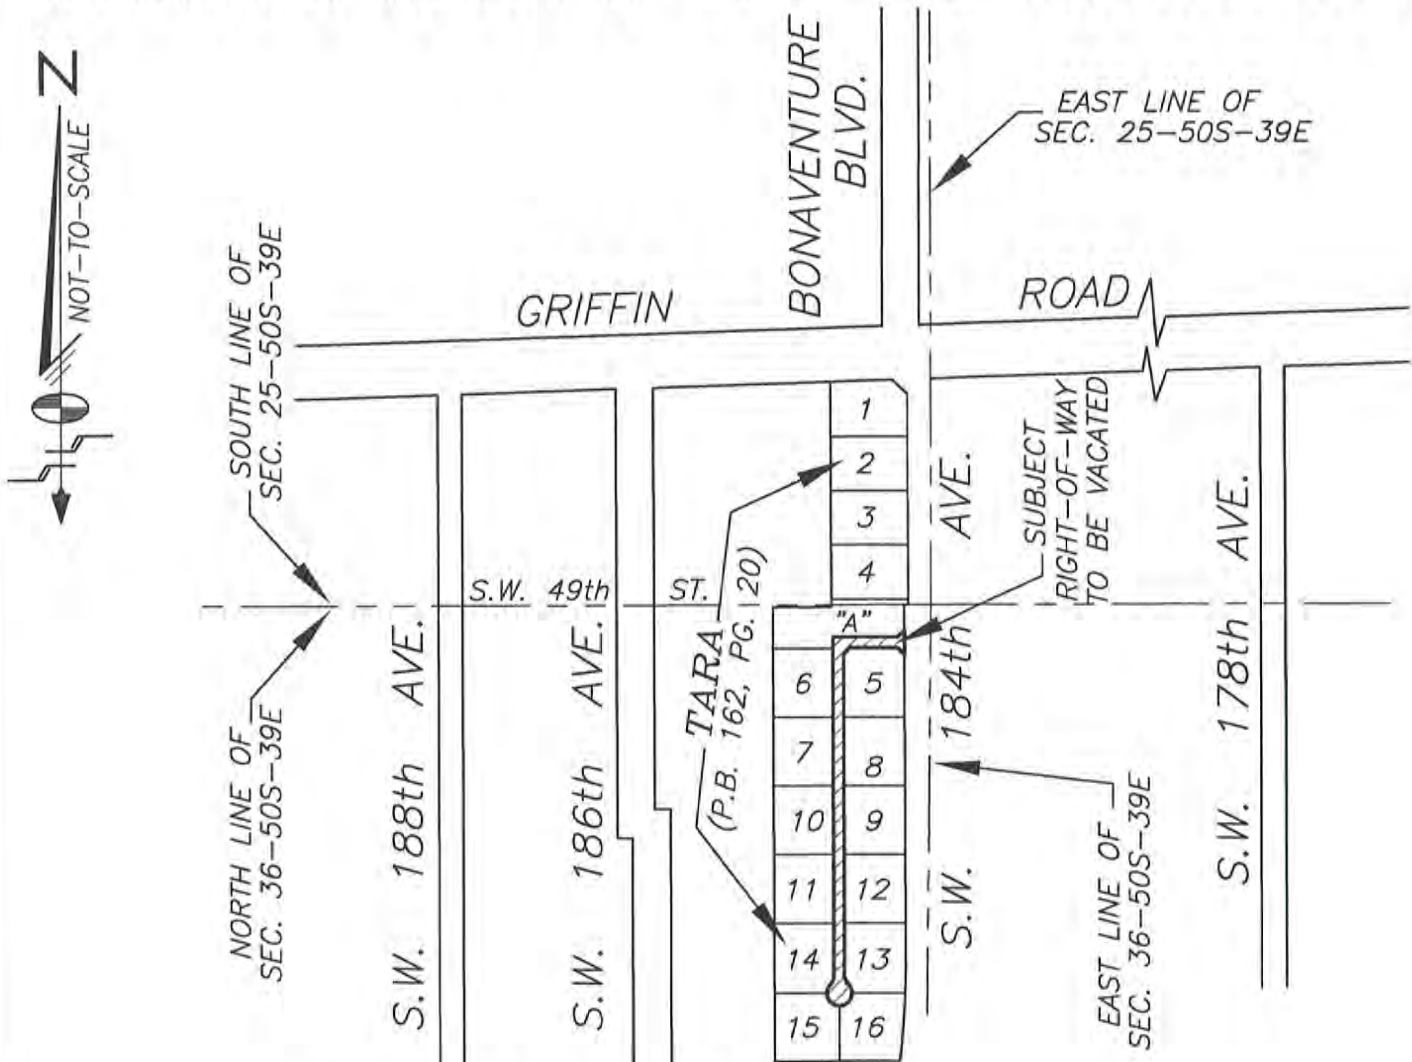 Z
NOT-TO-SCALE
SOUTH LINE OF
SEC. 25-50S-39E
NORTH LINE OF
SEC. 36-50S-39E
GRIFFIN
ROAD
BONAVENTURE
BLVD.
EAST LINE OF
SEC. 25-50S-39E
S.W. 49th ST.
S.W. 188th AVE.
S.W. 186th AVE.
TARA
(P.B. 162, PG. 20)
1
2
3
4
"A"
6 5
7 8
10 9
11 12
14 13
15 16
S.W. 184th AVE.
SUBJECT
RIGHT-OF-WAY
TO BE VACATED
S.W. 178th AVE.
EAST LINE OF
SEC. 36-50S-39E